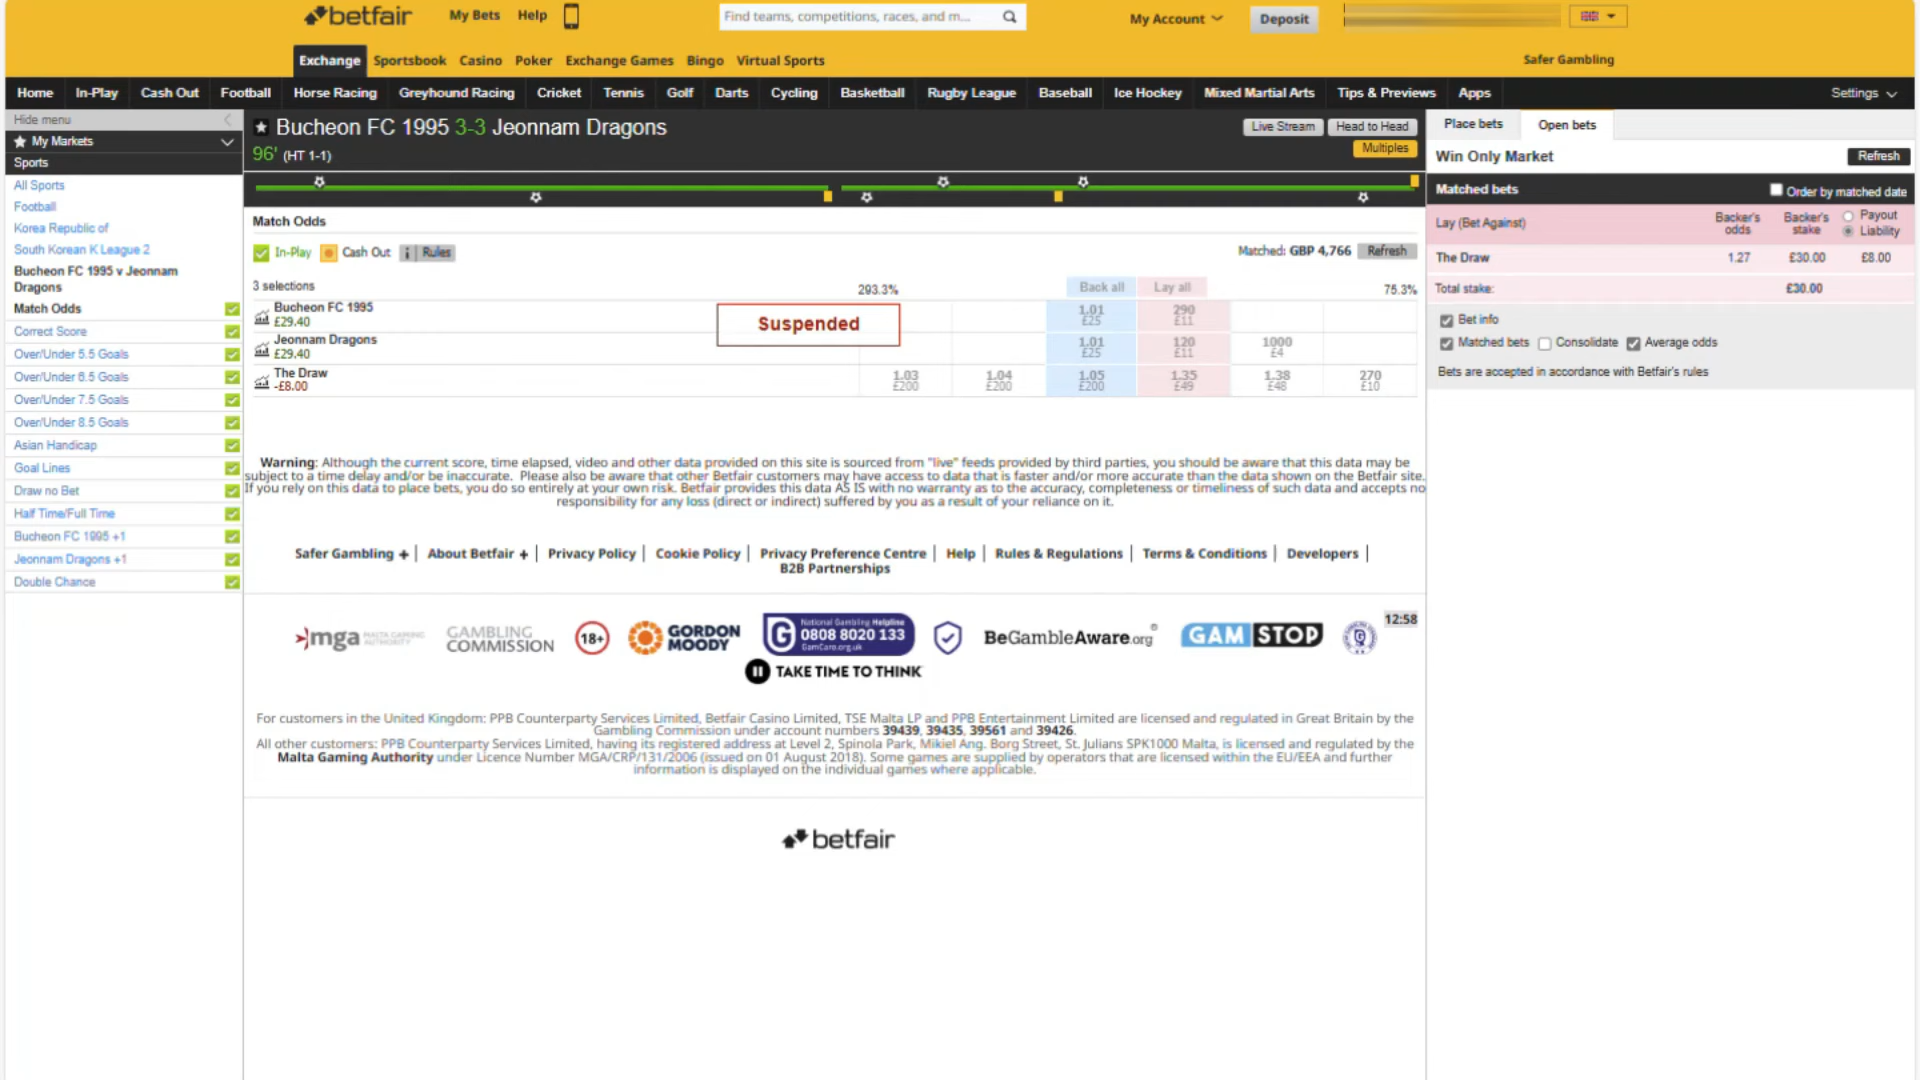 betfair My Bets Help Find teams, competitions, races, and m... My Account Deposit
Exchange Sportsbook Casino Poker Exchange Games Bingo Virtual Sports Safer Gambling
Home In-Play Cash Out Football Horse Racing Greyhound Racing Cricket Tennis Golf Darts Cycling Basketball Rugby League Baseball Ice Hockey Mixed Martial Arts Tips & Previews Apps Settings
Hide menu
My Markets
Sports
All Sports
Football
Korea Republic of
South Korean K League 2
Bucheon FC 1995 v Jeonnam
Dragons
Match Odds
Correct Score
Over/Under 5.5 Goals
Over/Under 6.5 Goals
Over/Under 7.5 Goals
Over/Under 8.5 Goals
Asian Handicap
Goal Lines
Draw no Bet
Half Time/Full Time
Bucheon FC 1995 +1
Jeonnam Dragons +1
Double Chance
Bucheon FC 1995 3-3 Jeonnam Dragons
Live Stream Head to Head
96' (HT 1-1)
Multiples
Match Odds
In-Play Cash Out Rules Matched: GBP 4,766 Refresh
3 selections 293.3% Back all Lay all 75.3%
Bucheon FC 1995
£29.40
1.01 290
£25 £11
Suspended
Jeonnam Dragons
£29.40
1.01 120 1000
£25 £11 £4
The Draw
-£8.00
1.03 1.04 1.05 1.35 1.38 270
£200 £200 £200 £49 £48 £10
Warning: Although the current score, time elapsed, video and other data provided on this site is sourced from "live" feeds provided by third parties, you should be aware that this data may be
subject to a time delay and/or be inaccurate. Please also be aware that other Betfair customers may have access to data that is faster and/or more accurate than the data shown on the Betfair site.
If you rely on this data to place bets, you do so entirely at your own risk. Betfair provides this data AS IS with no warranty as to the accuracy, completeness or timeliness of such data and accepts no
responsibility for any loss (direct or indirect) suffered by you as a result of your reliance on it.
Safer Gambling + | About Betfair + | Privacy Policy | Cookie Policy | Privacy Preference Centre | Help | Rules & Regulations | Terms & Conditions | Developers |
B2B Partnerships
mga MALTA GAMING AUTHORITY
GAMBLING COMMISSION
18+
GORDON MOODY
National Gambling Helpline
0808 8020 133
GamCare.org.uk
BeGambleAware.org®
GAMSTOP
12:58
TAKE TIME TO THINK
For customers in the United Kingdom: PPB Counterparty Services Limited, Betfair Casino Limited, TSE Malta LP and PPB Entertainment Limited are licensed and regulated in Great Britain by the
Gambling Commission under account numbers 39439, 39435, 39561 and 39426.
All other customers: PPB Counterparty Services Limited, having its registered address at Level 2, Spinola Park, Mikiel Ang. Borg Street, St. Julians SPK1000 Malta, is licensed and regulated by the
Malta Gaming Authority under Licence Number MGA/CRP/131/2006 (issued on 01 August 2018). Some games are supplied by operators that are licensed within the EU/EEA and further
information is displayed on the individual games where applicable.
betfair
Place bets Open bets
Win Only Market Refresh
Matched bets Order by matched date
Lay (Bet Against) Backer's odds Backer's stake Payout Liability
The Draw 1.27 £30.00 £8.00
Total stake: £30.00
Bet info
Matched bets Consolidate Average odds
Bets are accepted in accordance with Betfair's rules